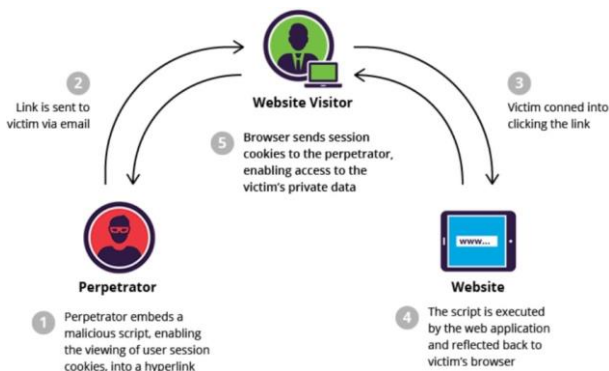 2
Link is sent to
victim via email
Website Visitor
3
Victim conned into
clicking the link
5
Browser sends session
cookies to the perpetrator,
enabling access to the
victim's private data
www...
Perpetrator
Website
1
Perpetrator embeds a
malicious script, enabling
the viewing of user session
cookies, into a hyperlink
4
The script is executed
by the web application
and reflected back to
victim's browser